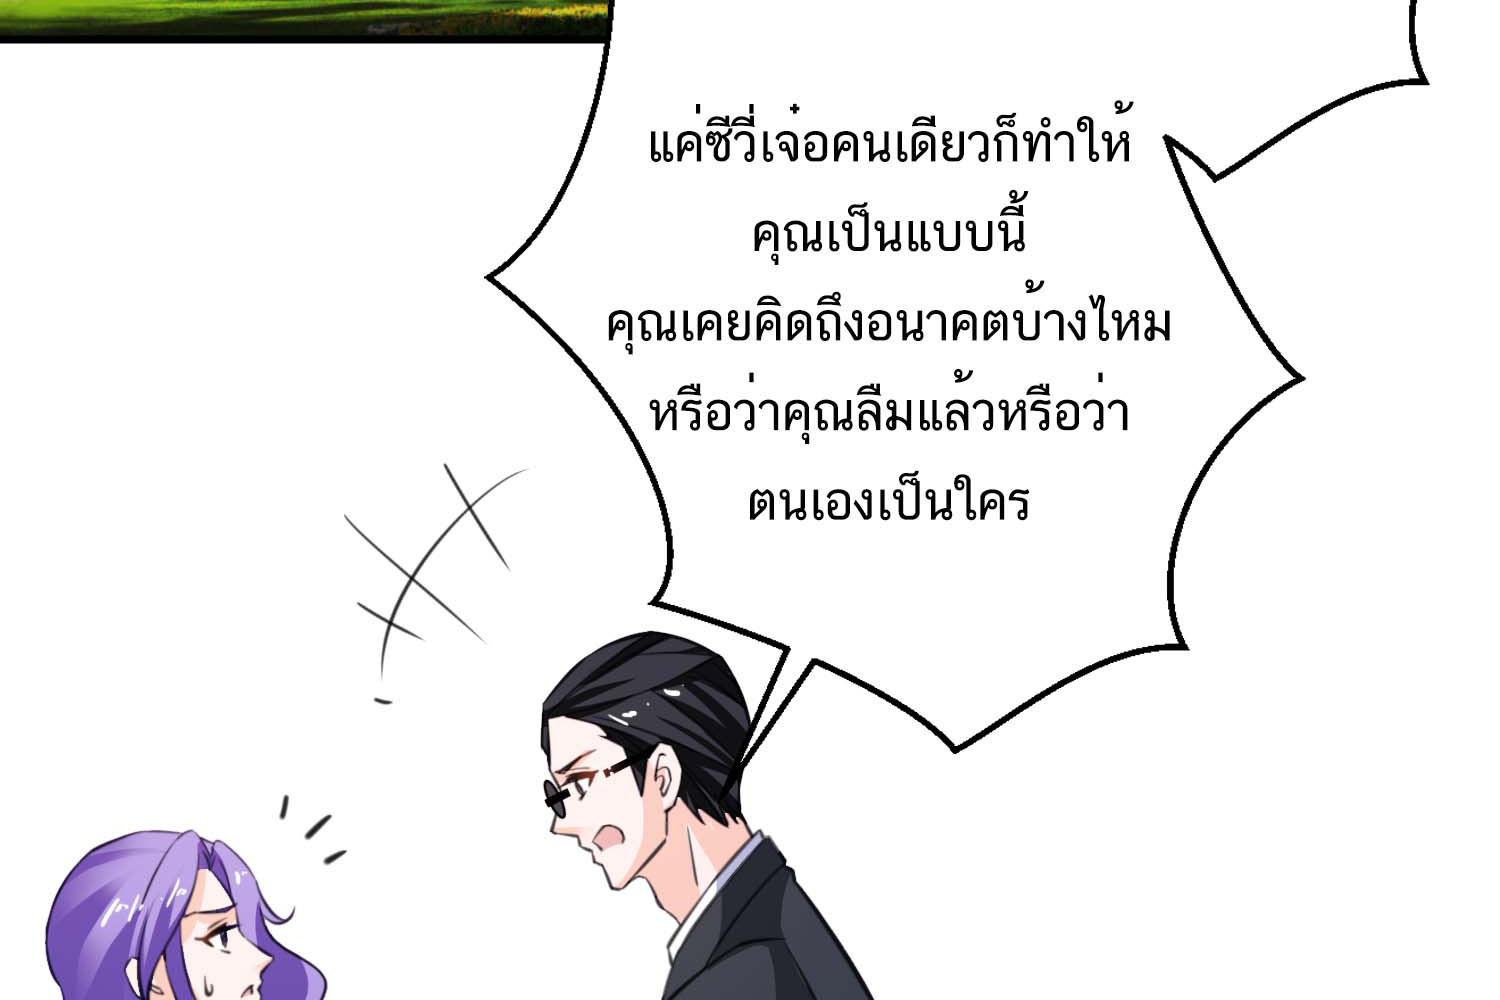 แค่ซีวี่เจ๋อคนเดียวก็ทำให้
คุณเป็นแบบนี้
คุณเคยคิดถึงอนาคตบ้างไหม
หรือว่าคุณลืมแล้วหรือว่า
ตนเองเป็นใคร